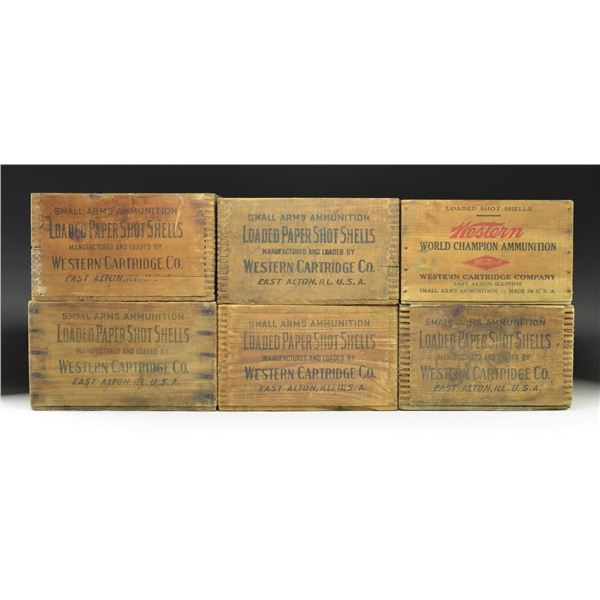 SMALL ARMS AMMUNITION
LOADED PAPER SHOT SHELLS
MANUFACTURED AND LOADED BY
WESTERN CARTRIDGE CO.
EAST ALTON, ILL. U.S.A.
SMALL ARMS AMMUNITION
LOADED PAPER SHOT SHELLS
MANUFACTURED AND LOADED BY
WESTERN CARTRIDGE CO.
EAST ALTON, ILL. U.S.A.
LOADED SHOT SHELLS
Western
WORLD CHAMPION AMMUNITION
WESTERN CARTRIDGE COMPANY
EAST ALTON, ILLINOIS
SMALL ARMS AMMUNITION — MADE IN U.S.A.
SMALL ARMS AMMUNITION
LOADED PAPER SHOT SHELLS
MANUFACTURED AND LOADED BY
WESTERN CARTRIDGE CO.
EAST ALTON, ILL. U.S.A.
SMALL ARMS AMMUNITION
LOADED PAPER SHOT SHELLS
MANUFACTURED AND LOADED BY
WESTERN CARTRIDGE CO.
EAST ALTON, ILL. U.S.A.
SMALL ARMS AMMUNITION
LOADED PAPER SHOT SHELLS
MANUFACTURED AND LOADED BY
WESTERN CARTRIDGE CO.
EAST ALTON, ILL. U.S.A.